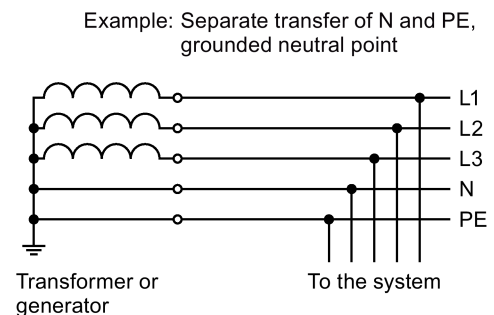 Example: Separate transfer of N and PE,
grounded neutral point
L1
L2
L3
N
PE
Transformer or
generator
To the system